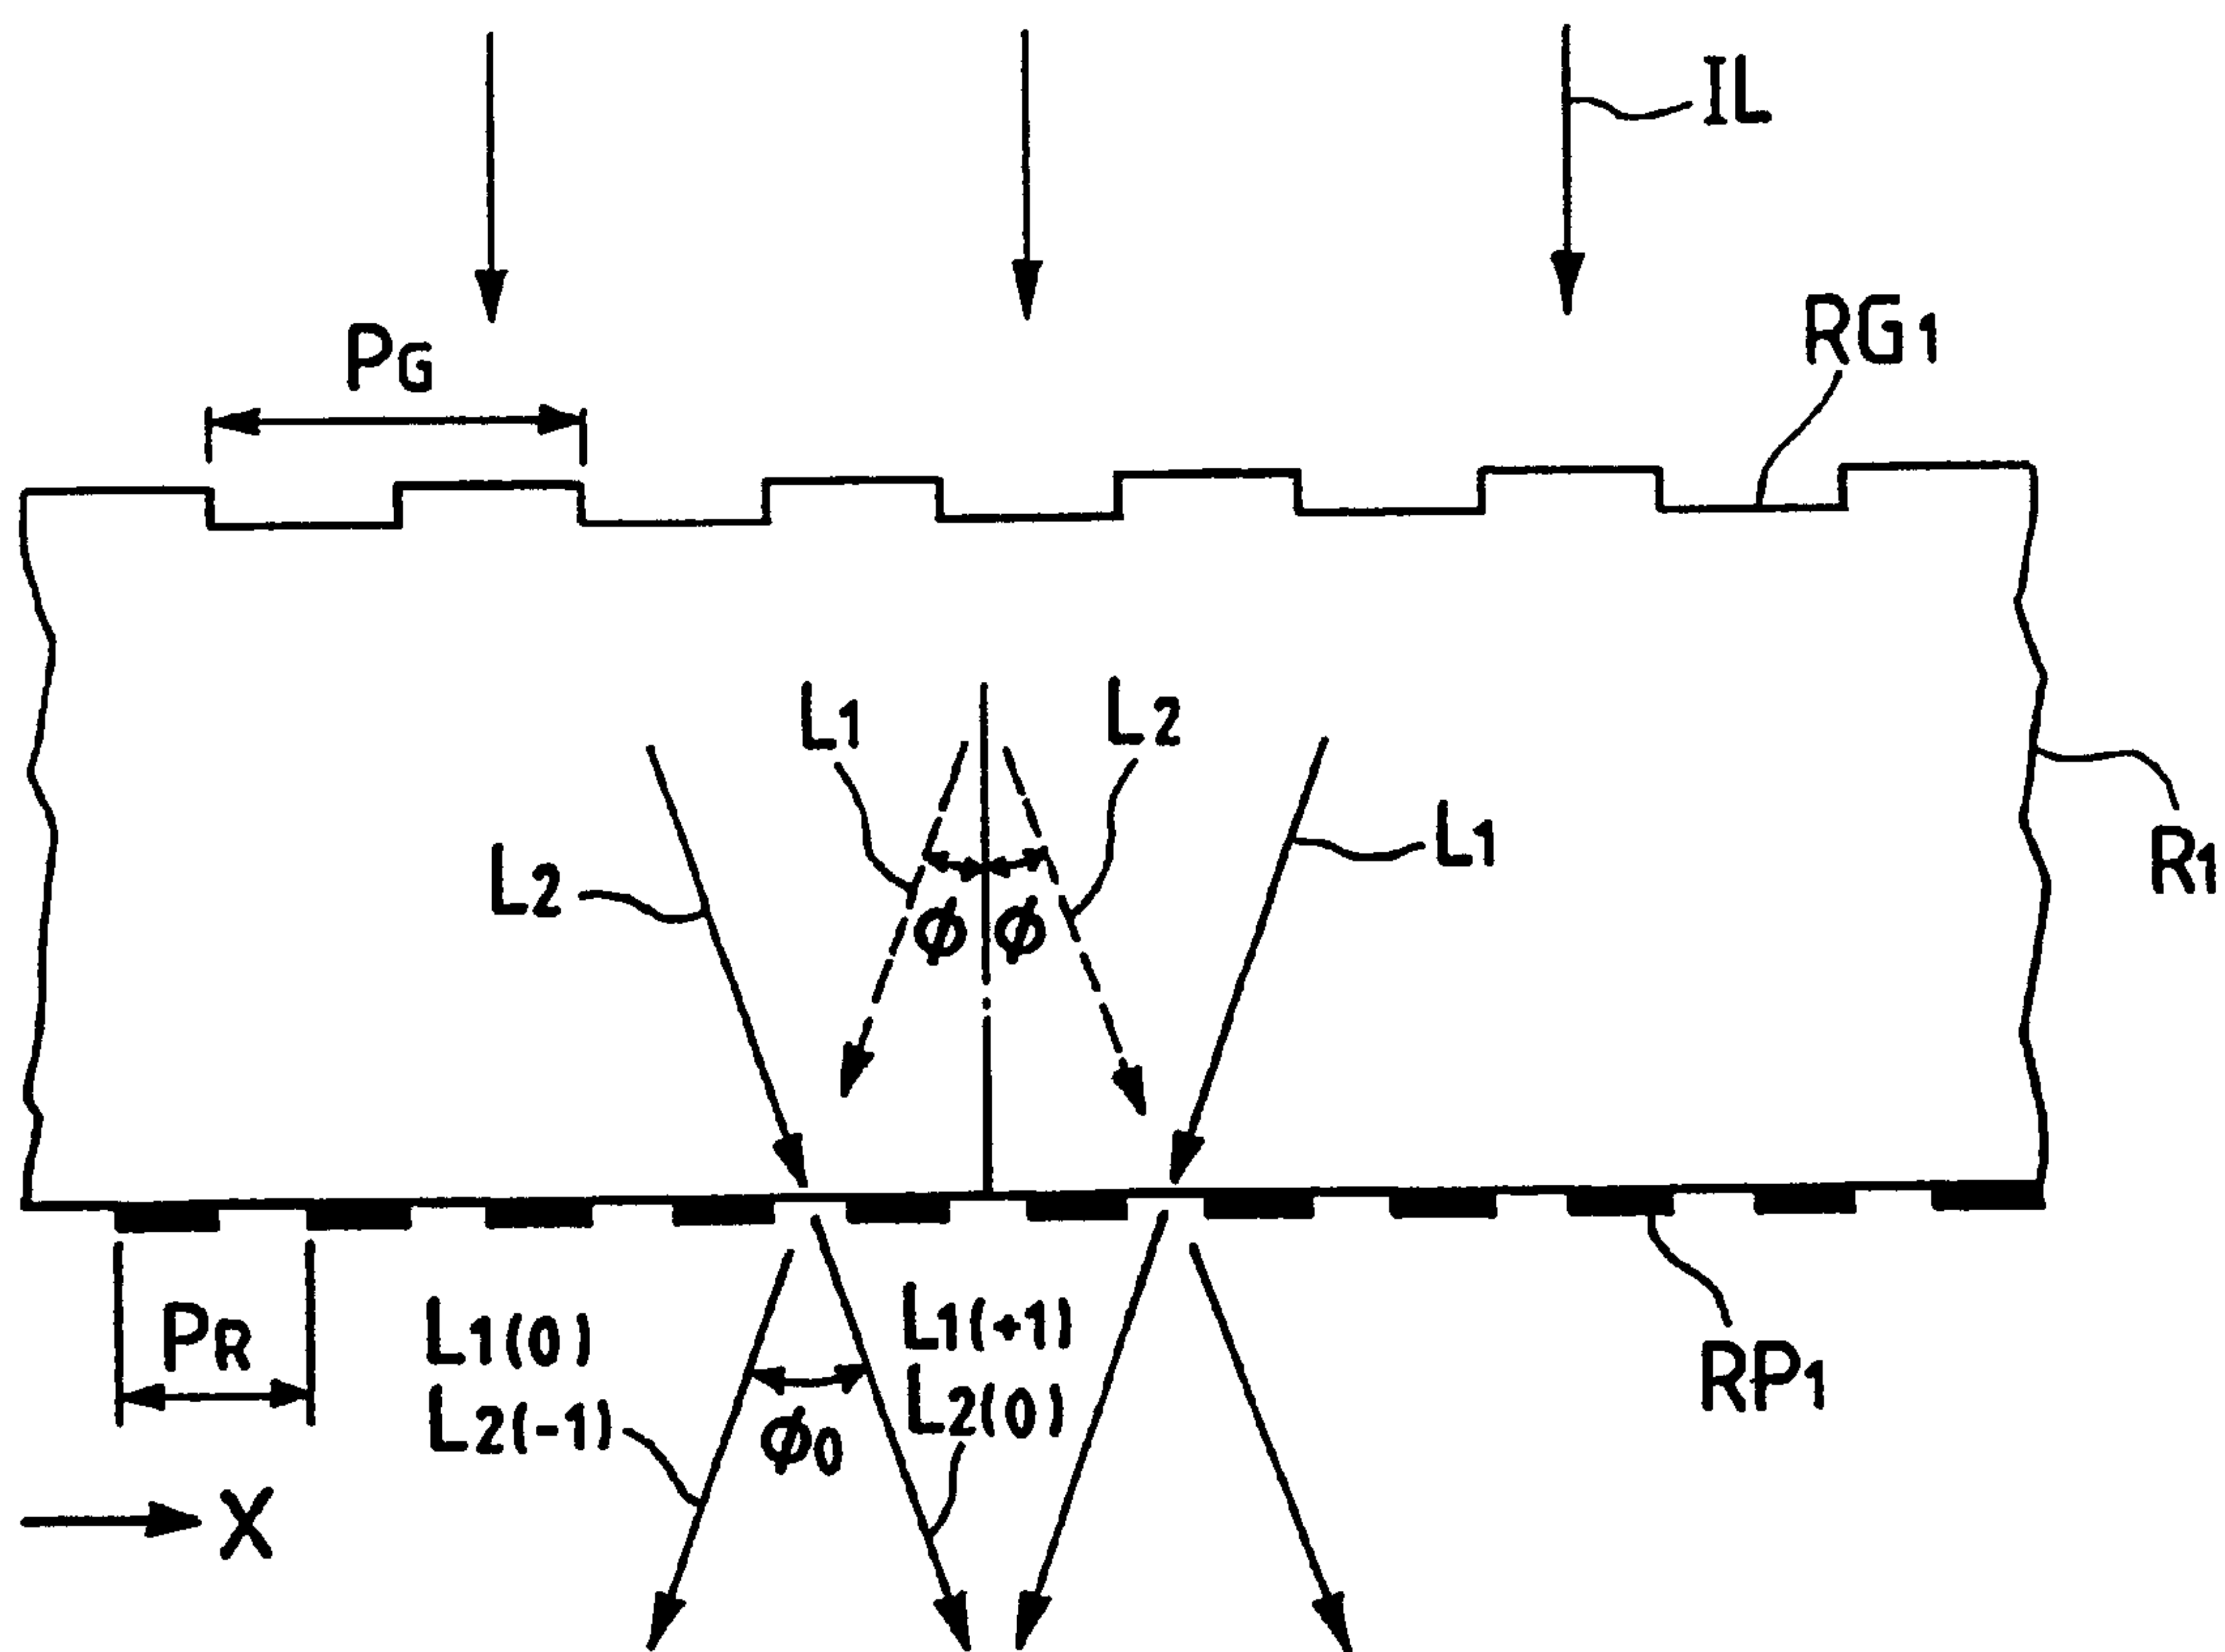 IL
PG
RG1
L1
L2
L2
L1
R1
φ
φ
PR
L1(0)
L2(-1)
φ0
L1(+1)
L2(0)
RP1
X